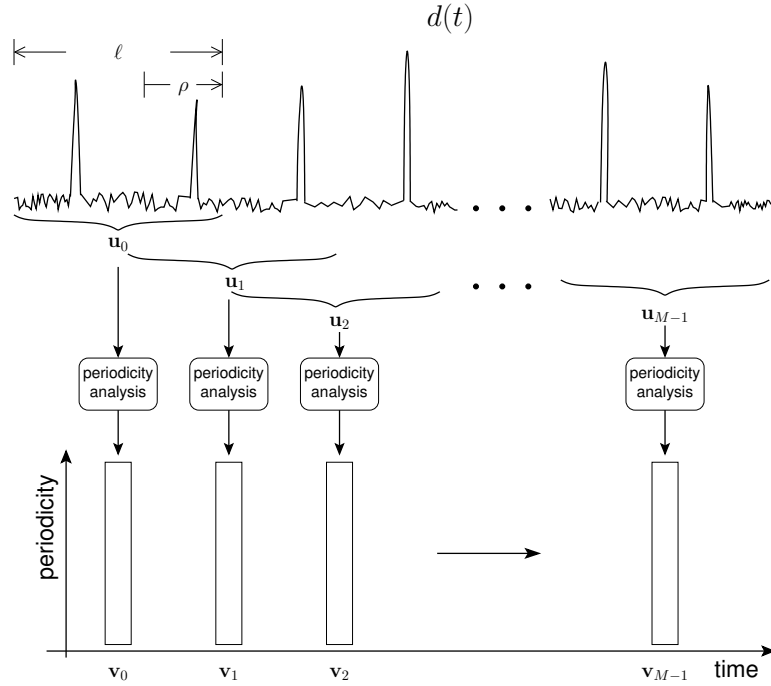 d(t)
ℓ
ρ
u₀
u₁
u₂
u_{M−1}
periodicity analysis
periodicity analysis
periodicity analysis
periodicity analysis
periodicity
v₀
v₁
v₂
v_{M−1}
time